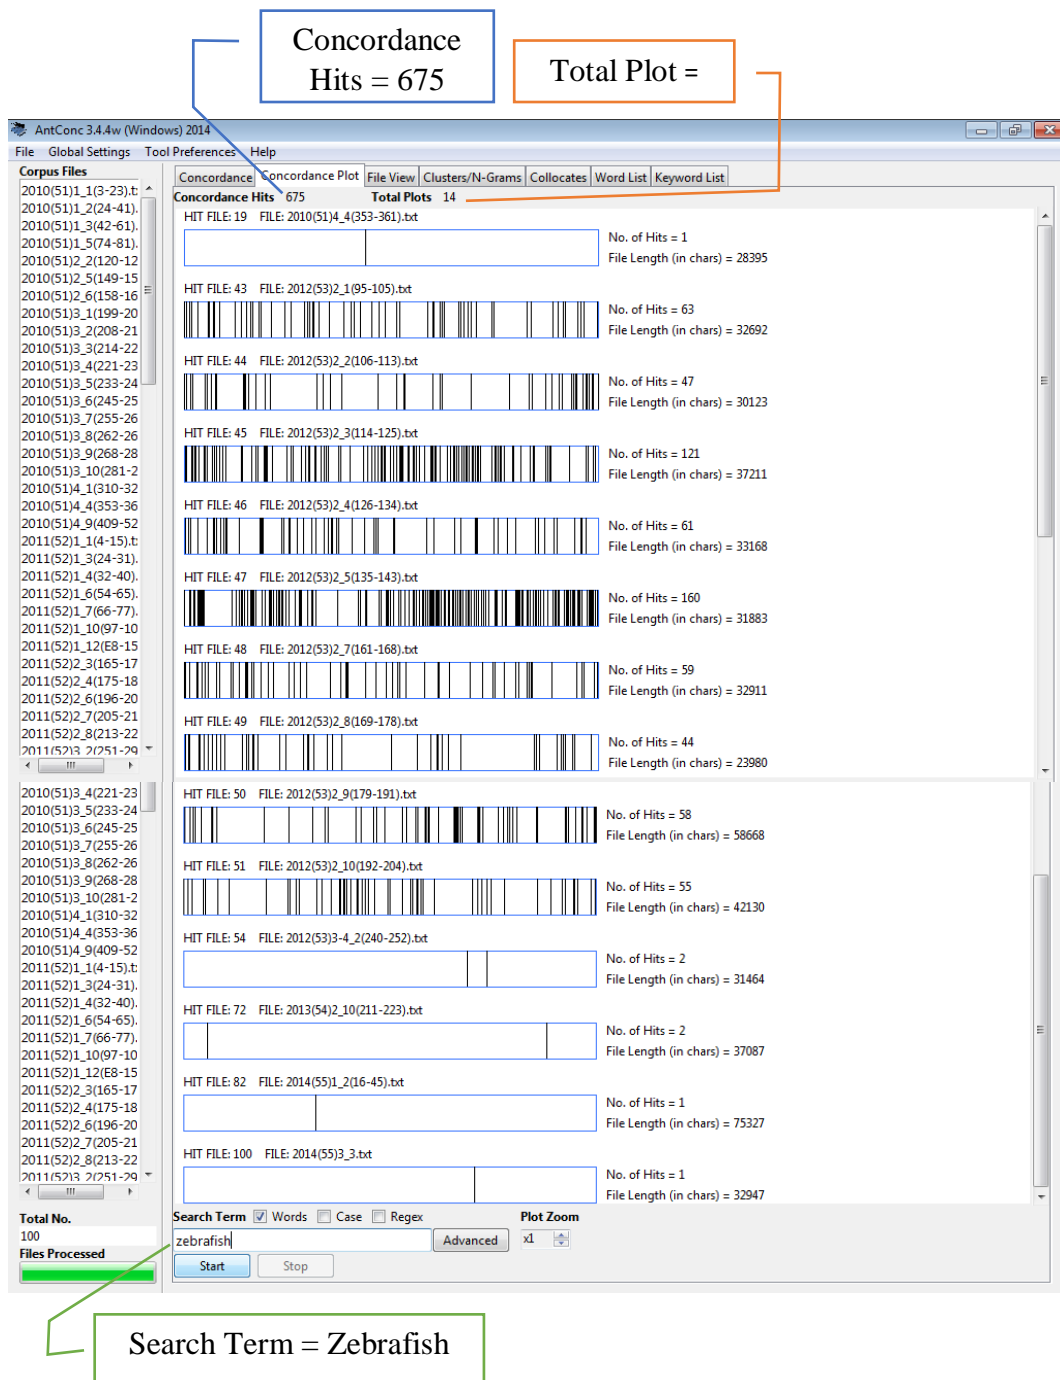 Concordance
Hits = 675
Total Plot =
AntConc 3.4.4w (Windows) 2014
File Global Settings Tool Preferences Help
Corpus Files
Concordance Concordance Plot File View Clusters/N-Grams Collocates Word List Keyword List
Concordance Hits 675 Total Plots 14
2010(51)1_1(3-23).t:
2010(51)1_2(24-41).
2010(51)1_3(42-61).
2010(51)1_5(74-81).
2010(51)2_2(120-12
2010(51)2_5(149-15
2010(51)2_6(158-16
2010(51)3_1(199-20
2010(51)3_2(208-21
2010(51)3_3(214-22
2010(51)3_4(221-23
2010(51)3_5(233-24
2010(51)3_6(245-25
2010(51)3_7(255-26
2010(51)3_8(262-26
2010(51)3_9(268-28
2010(51)3_10(281-2
2010(51)4_1(310-32
2010(51)4_4(353-36
2010(51)4_9(409-52
2011(52)1_1(4-15).t:
2011(52)1_3(24-31).
2011(52)1_4(32-40).
2011(52)1_6(54-65).
2011(52)1_7(66-77).
2011(52)1_10(97-10
2011(52)1_12(E8-15
2011(52)2_3(165-17
2011(52)2_4(175-18
2011(52)2_6(196-20
2011(52)2_7(205-21
2011(52)2_8(213-22
2011(52)3_2(251-29
HIT FILE: 19 FILE: 2010(51)4_4(353-361).txt
No. of Hits = 1
File Length (in chars) = 28395
HIT FILE: 43 FILE: 2012(53)2_1(95-105).txt
No. of Hits = 63
File Length (in chars) = 32692
HIT FILE: 44 FILE: 2012(53)2_2(106-113).txt
No. of Hits = 47
File Length (in chars) = 30123
HIT FILE: 45 FILE: 2012(53)2_3(114-125).txt
No. of Hits = 121
File Length (in chars) = 37211
HIT FILE: 46 FILE: 2012(53)2_4(126-134).txt
No. of Hits = 61
File Length (in chars) = 33168
HIT FILE: 47 FILE: 2012(53)2_5(135-143).txt
No. of Hits = 160
File Length (in chars) = 31883
HIT FILE: 48 FILE: 2012(53)2_7(161-168).txt
No. of Hits = 59
File Length (in chars) = 32911
HIT FILE: 49 FILE: 2012(53)2_8(169-178).txt
No. of Hits = 44
File Length (in chars) = 23980
2010(51)3_4(221-23
2010(51)3_5(233-24
2010(51)3_6(245-25
2010(51)3_7(255-26
2010(51)3_8(262-26
2010(51)3_9(268-28
2010(51)3_10(281-2
2010(51)4_1(310-32
2010(51)4_4(353-36
2010(51)4_9(409-52
2011(52)1_1(4-15).t:
2011(52)1_3(24-31).
2011(52)1_4(32-40).
2011(52)1_6(54-65).
2011(52)1_7(66-77).
2011(52)1_10(97-10
2011(52)1_12(E8-15
2011(52)2_3(165-17
2011(52)2_4(175-18
2011(52)2_6(196-20
2011(52)2_7(205-21
2011(52)2_8(213-22
2011(52)3_2(251-29
HIT FILE: 50 FILE: 2012(53)2_9(179-191).txt
No. of Hits = 58
File Length (in chars) = 58668
HIT FILE: 51 FILE: 2012(53)2_10(192-204).txt
No. of Hits = 55
File Length (in chars) = 42130
HIT FILE: 54 FILE: 2012(53)3-4_2(240-252).txt
No. of Hits = 2
File Length (in chars) = 31464
HIT FILE: 72 FILE: 2013(54)2_10(211-223).txt
No. of Hits = 2
File Length (in chars) = 37087
HIT FILE: 82 FILE: 2014(55)1_2(16-45).txt
No. of Hits = 1
File Length (in chars) = 75327
HIT FILE: 100 FILE: 2014(55)3_3.txt
No. of Hits = 1
File Length (in chars) = 32947
Total No.
100
Files Processed
Search Term Words Case Regex Plot Zoom
zebrafish Advanced x1
Start Stop
Search Term = Zebrafish